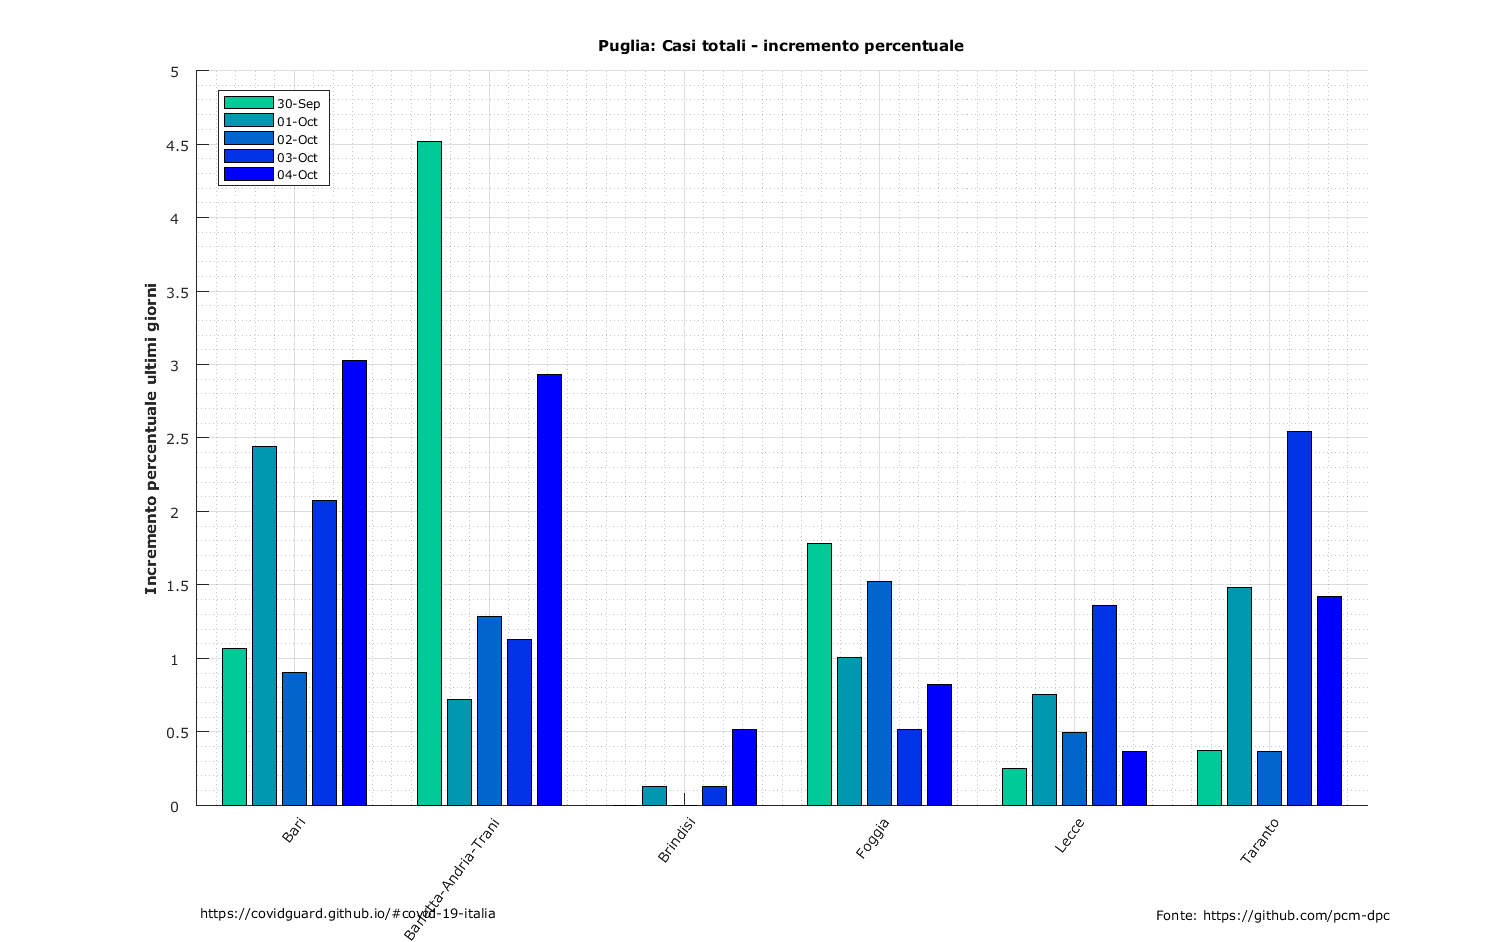 Puglia: Casi totali - incremento percentuale
5
4.5
4
3.5
3
2.5
2
1.5
1
0.5
0
Incremento percentuale ultimi giorni
30-Sep
01-Oct
02-Oct
03-Oct
04-Oct
Bari
Barletta-Andria-Trani
Brindisi
Foggia
Lecce
Taranto
https://covidguard.github.io/#covid-19-italia
Fonte: https://github.com/pcm-dpc